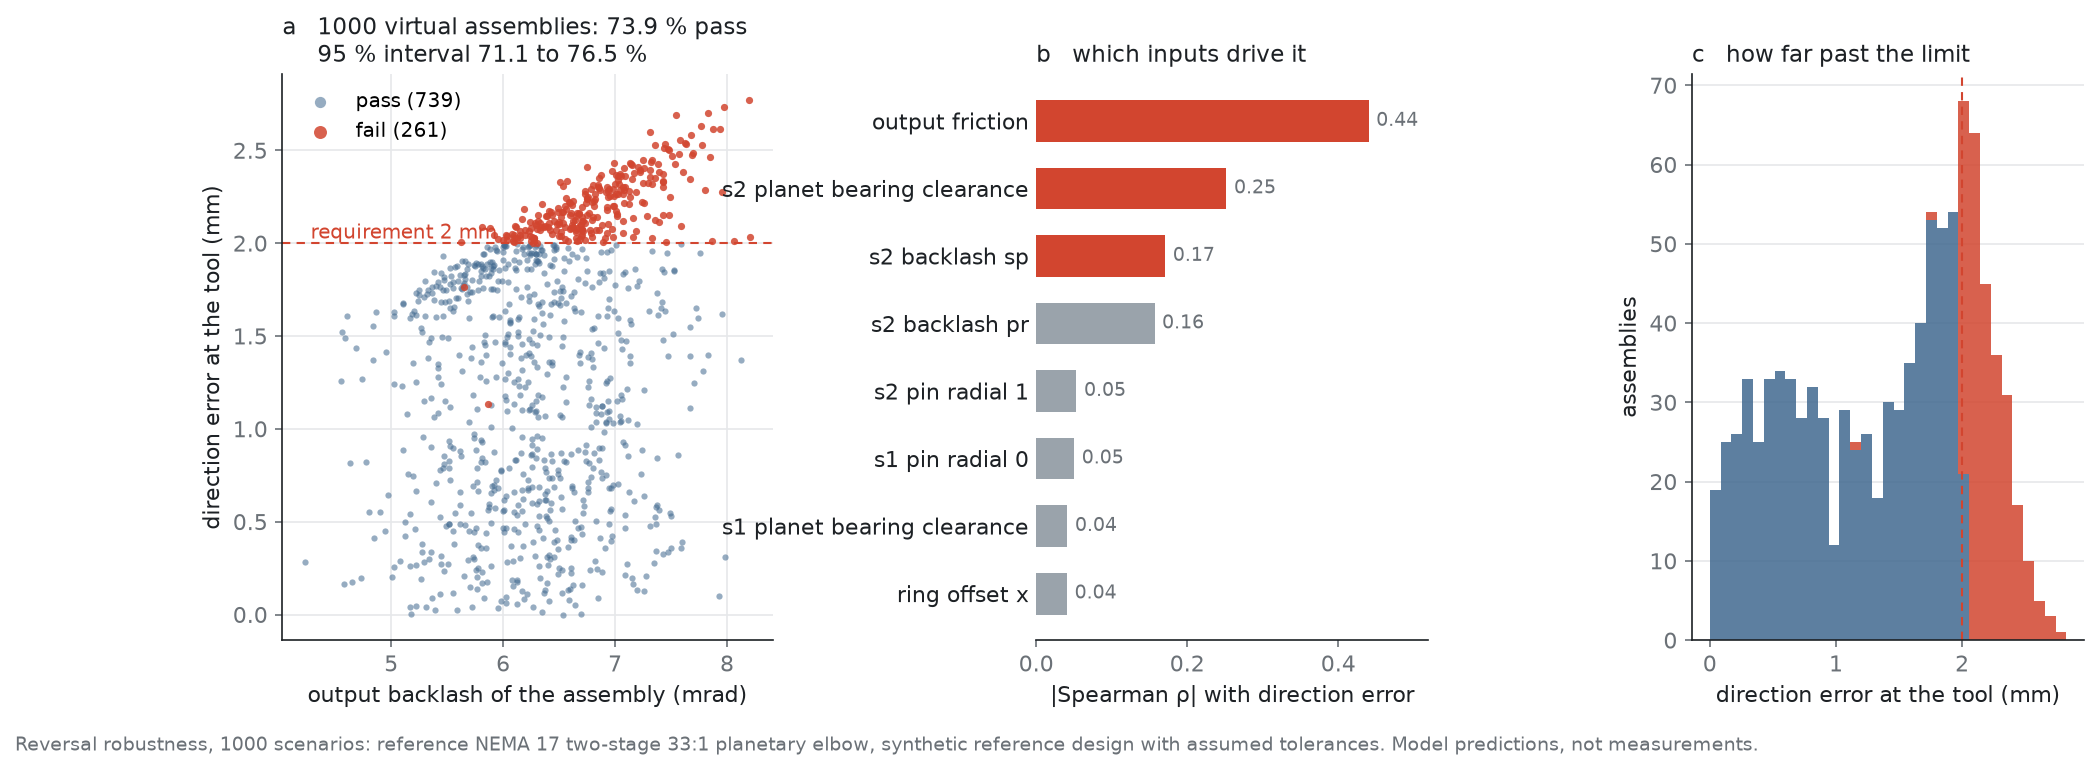 a 1000 virtual assemblies: 73.9 % pass
95 % interval 71.1 to 76.5 %
pass (739)
fail (261)
requirement 2 mm
direction error at the tool (mm)
2.5
2.0
1.5
1.0
0.5
0.0
5 6 7 8
output backlash of the assembly (mrad)
b which inputs drive it
output friction 0.44
s2 planet bearing clearance 0.25
s2 backlash sp 0.17
s2 backlash pr 0.16
s2 pin radial 1 0.05
s1 pin radial 0 0.05
s1 planet bearing clearance 0.04
ring offset x 0.04
0.0 0.2 0.4
|Spearman ρ| with direction error
c how far past the limit
assemblies
70
60
50
40
30
20
10
0
0 1 2
direction error at the tool (mm)
Reversal robustness, 1000 scenarios: reference NEMA 17 two-stage 33:1 planetary elbow, synthetic reference design with assumed tolerances. Model predictions, not measurements.